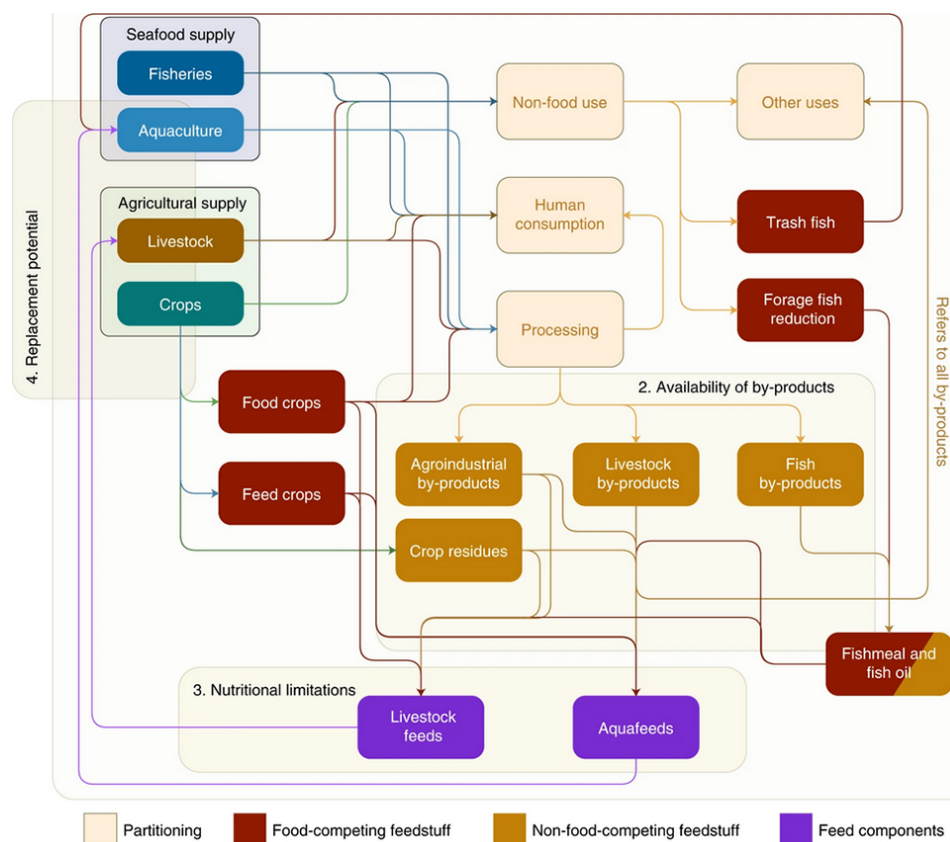 Seafood supply
Fisheries
Aquaculture
Non-food use
Other uses
Agricultural supply
Livestock
Crops
Human
consumption
Trash fish
Forage fish
reduction
Processing
4. Replacement potential
Refers to all by-products
Food crops
Feed crops
2. Availability of by-products
Agroindustrial
by-products
Livestock
by-products
Fish
by-products
Crop residues
Fishmeal and
fish oil
3. Nutritional limitations
Livestock
feeds
Aquafeeds
Partitioning
Food-competing feedstuff
Non-food-competing feedstuff
Feed components